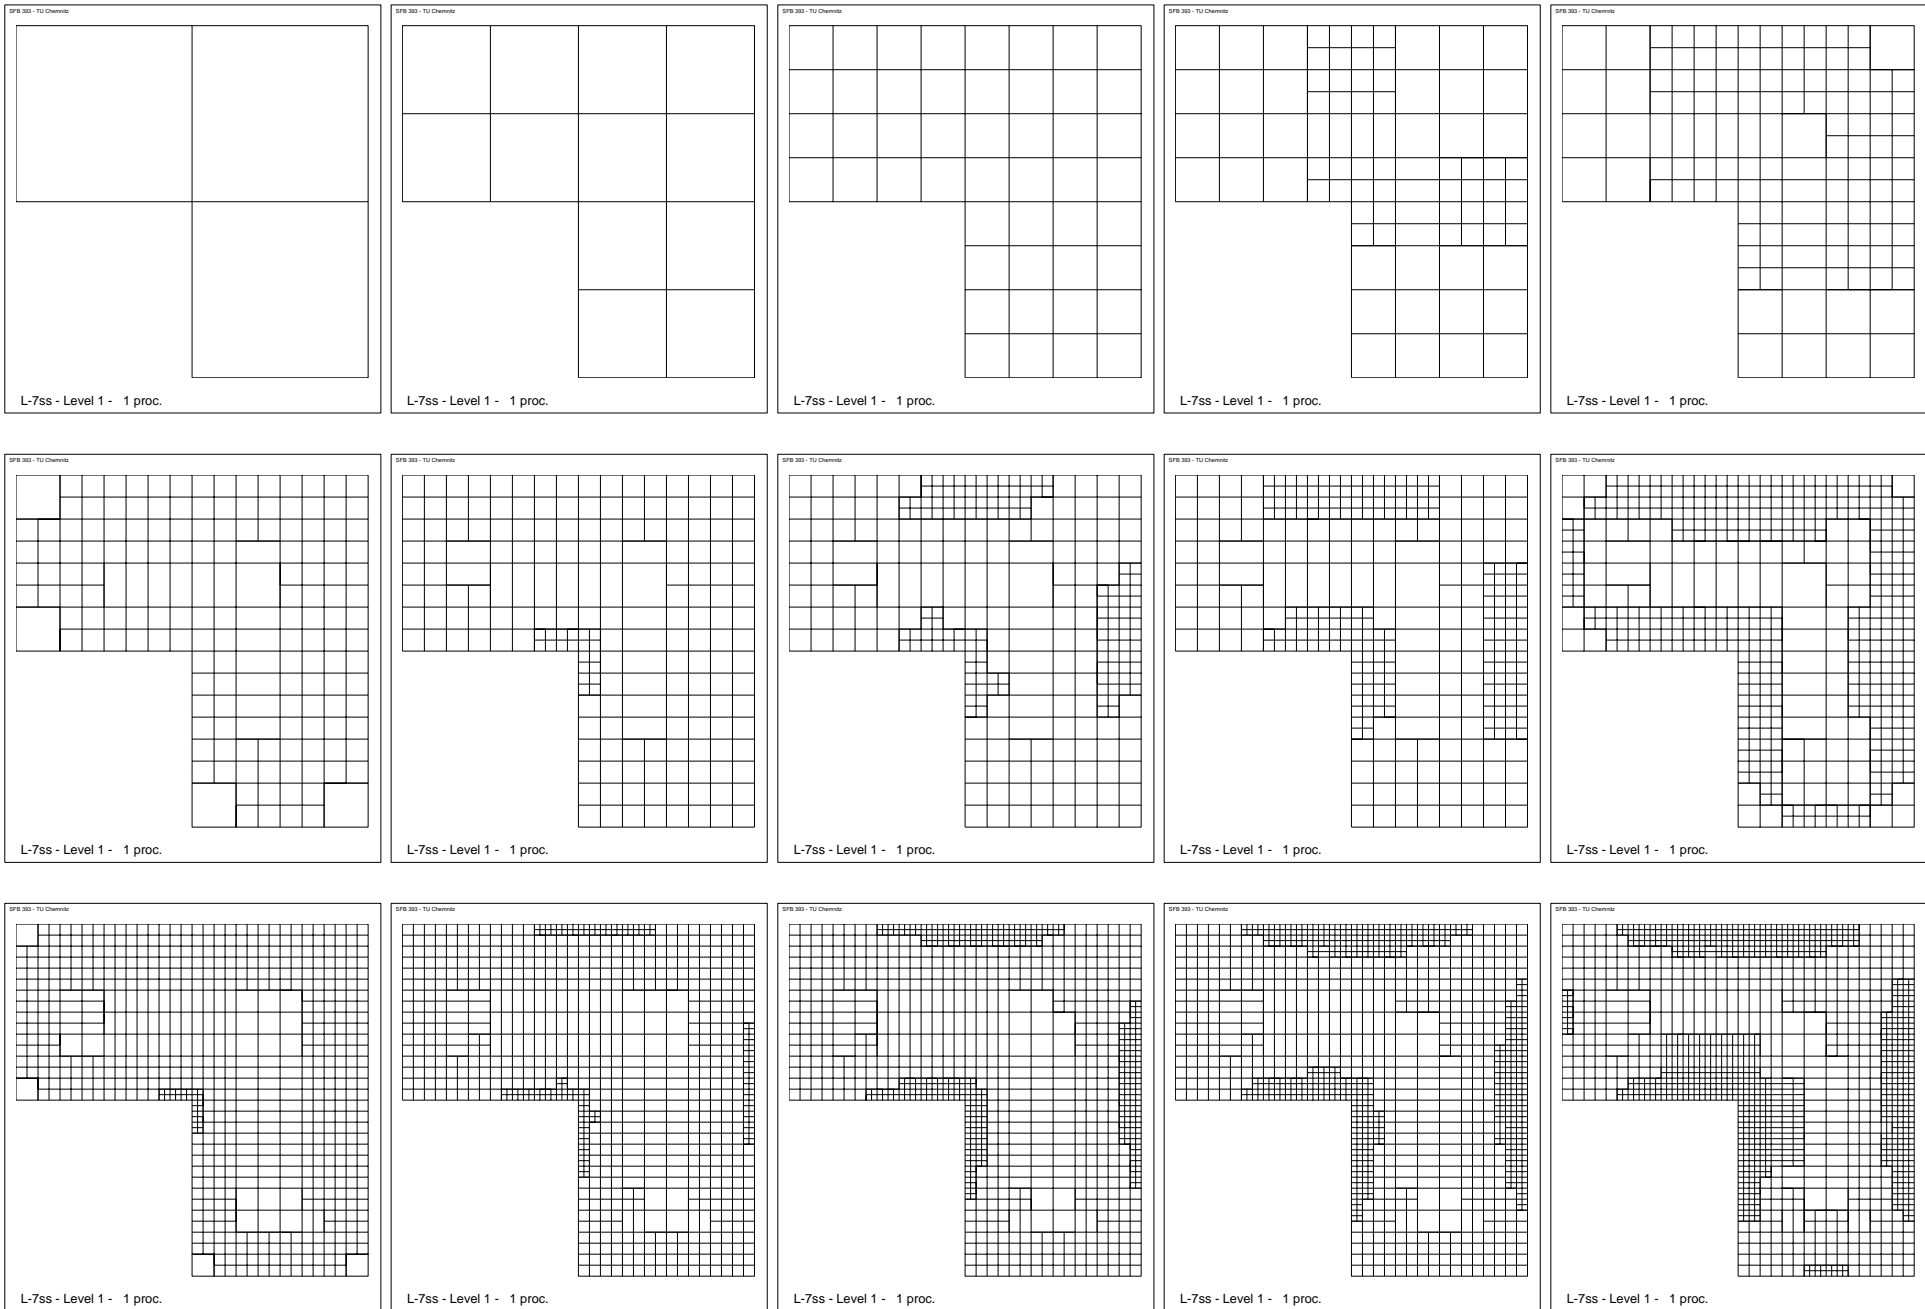 SFB 393 - TU Chemnitz
SFB 393 - TU Chemnitz
SFB 393 - TU Chemnitz
SFB 393 - TU Chemnitz
SFB 393 - TU Chemnitz
L-7ss - Level 1 - 1 proc.
L-7ss - Level 1 - 1 proc.
L-7ss - Level 1 - 1 proc.
L-7ss - Level 1 - 1 proc.
L-7ss - Level 1 - 1 proc.
SFB 393 - TU Chemnitz
SFB 393 - TU Chemnitz
SFB 393 - TU Chemnitz
SFB 393 - TU Chemnitz
SFB 393 - TU Chemnitz
L-7ss - Level 1 - 1 proc.
L-7ss - Level 1 - 1 proc.
L-7ss - Level 1 - 1 proc.
L-7ss - Level 1 - 1 proc.
L-7ss - Level 1 - 1 proc.
SFB 393 - TU Chemnitz
SFB 393 - TU Chemnitz
SFB 393 - TU Chemnitz
SFB 393 - TU Chemnitz
SFB 393 - TU Chemnitz
L-7ss - Level 1 - 1 proc.
L-7ss - Level 1 - 1 proc.
L-7ss - Level 1 - 1 proc.
L-7ss - Level 1 - 1 proc.
L-7ss - Level 1 - 1 proc.